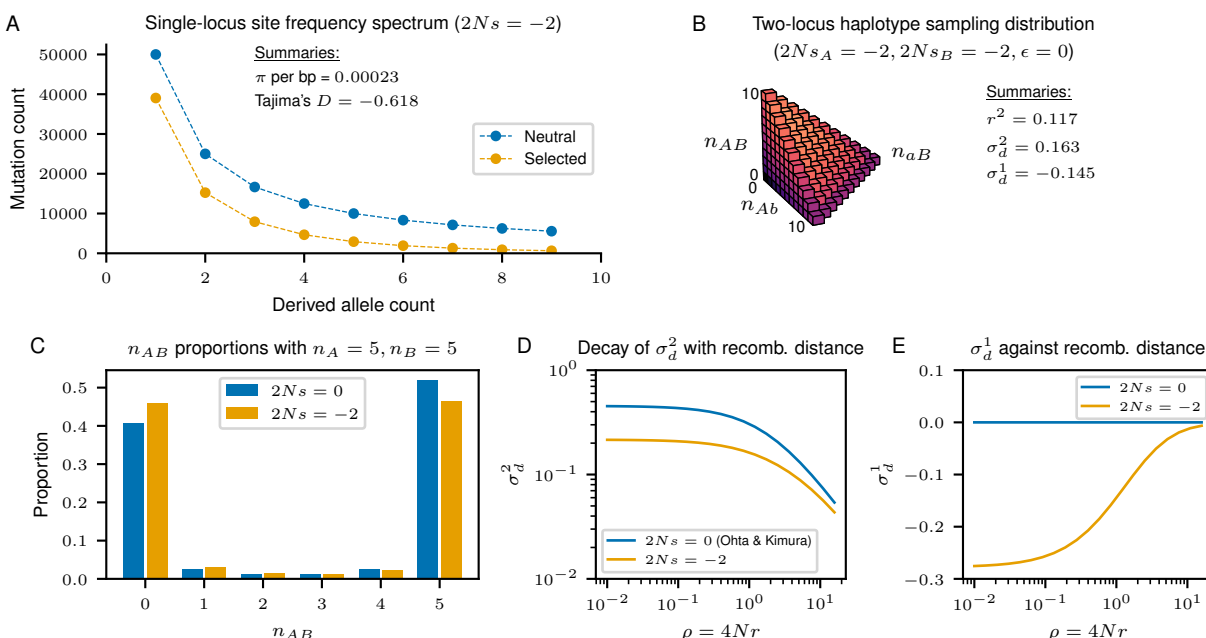 A
Single-locus site frequency spectrum (2Ns = −2)
Summaries:
π per bp = 0.00023
Tajima's D = −0.618
Neutral
Selected
Mutation count
50000
40000
30000
20000
10000
0
0 2 4 6 8 10
Derived allele count
B
Two-locus haplotype sampling distribution
(2Ns_A = −2, 2Ns_B = −2, ϵ = 0)
10
n_AB
0
0
n_Ab
10
n_aB
Summaries:
r² = 0.117
σ_d² = 0.163
σ_d¹ = −0.145
C
n_AB proportions with n_A = 5, n_B = 5
2Ns = 0
2Ns = −2
Proportion
0.5
0.4
0.3
0.2
0.1
0.0
0 1 2 3 4 5
n_AB
D
Decay of σ_d² with recomb. distance
σ_d²
10⁰
10⁻¹
10⁻²
2Ns = 0 (Ohta & Kimura)
2Ns = −2
10⁻² 10⁻¹ 10⁰ 10¹
ρ = 4Nr
E
σ_d¹ against recomb. distance
2Ns = 0
2Ns = −2
σ_d¹
0.1
0.0
−0.1
−0.2
−0.3
10⁻² 10⁻¹ 10⁰ 10¹
ρ = 4Nr